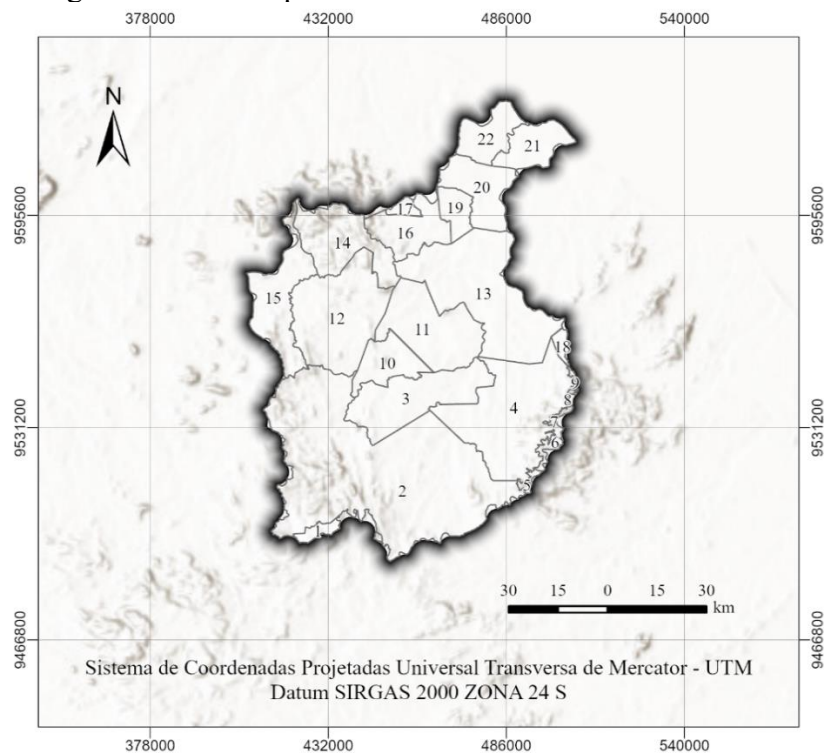 378000 432000 486000 540000
N
22 21
20
9595600 17 19 9595600
14 16
15 13
12 11
18
10
3 4
9531200 9531200
6
2 5
1
30 15 0 15 30
km
9466800 9466800
Sistema de Coordenadas Projetadas Universal Transversa de Mercator - UTM
Datum SIRGAS 2000 ZONA 24 S
378000 432000 486000 540000